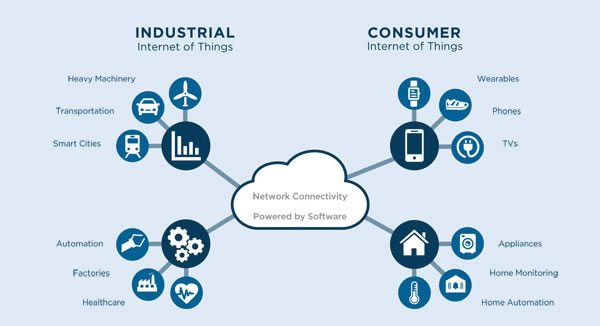 INDUSTRIAL
Internet of Things
CONSUMER
Internet of Things
Heavy Machinery
Transportation
Smart Cities
Wearables
Phones
TVs
Network Connectivity
Powered by Software
Automation
Factories
Healthcare
Appliances
Home Monitoring
Home Automation